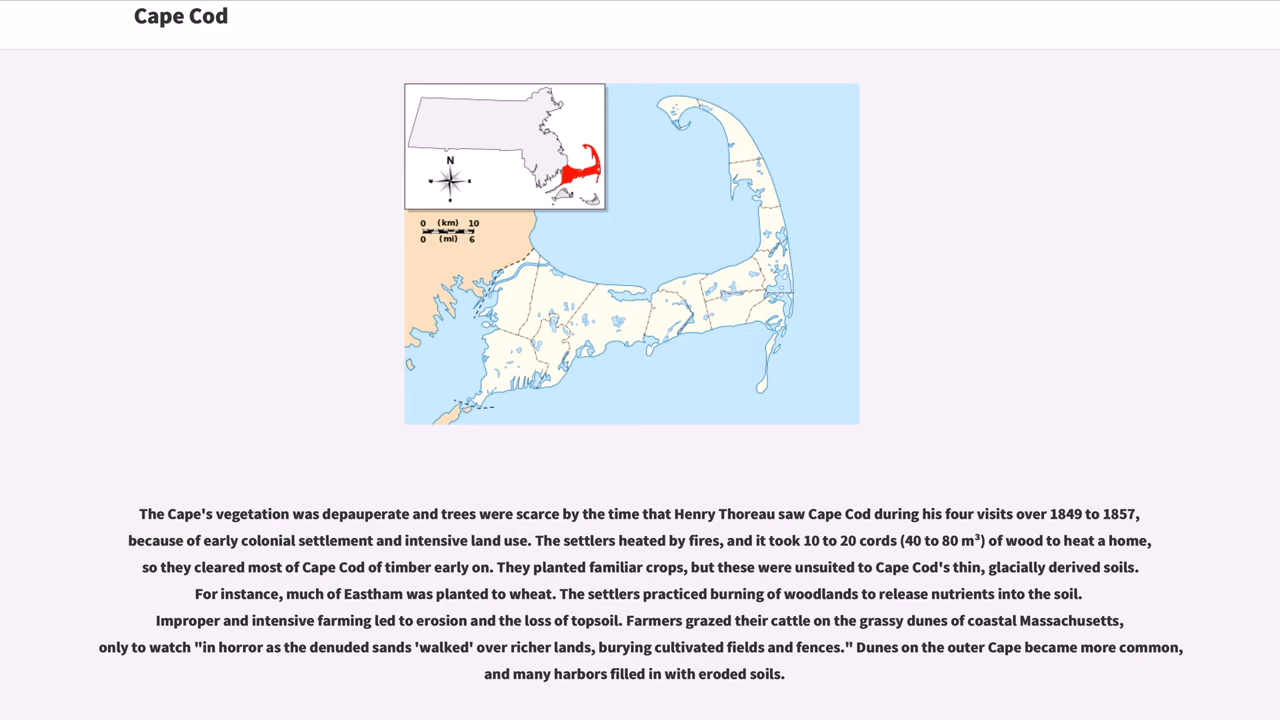 Cape Cod
N
0 (km) 10
0 (mi) 6
The Cape's vegetation was depauperate and trees were scarce by the time that Henry Thoreau saw Cape Cod during his four visits over 1849 to 1857,
because of early colonial settlement and intensive land use. The settlers heated by fires, and it took 10 to 20 cords (40 to 80 m³) of wood to heat a home,
so they cleared most of Cape Cod of timber early on. They planted familiar crops, but these were unsuited to Cape Cod's thin, glacially derived soils.
For instance, much of Eastham was planted to wheat. The settlers practiced burning of woodlands to release nutrients into the soil.
Improper and intensive farming led to erosion and the loss of topsoil. Farmers grazed their cattle on the grassy dunes of coastal Massachusetts,
only to watch "in horror as the denuded sands 'walked' over richer lands, burying cultivated fields and fences." Dunes on the outer Cape became more common,
and many harbors filled in with eroded soils.